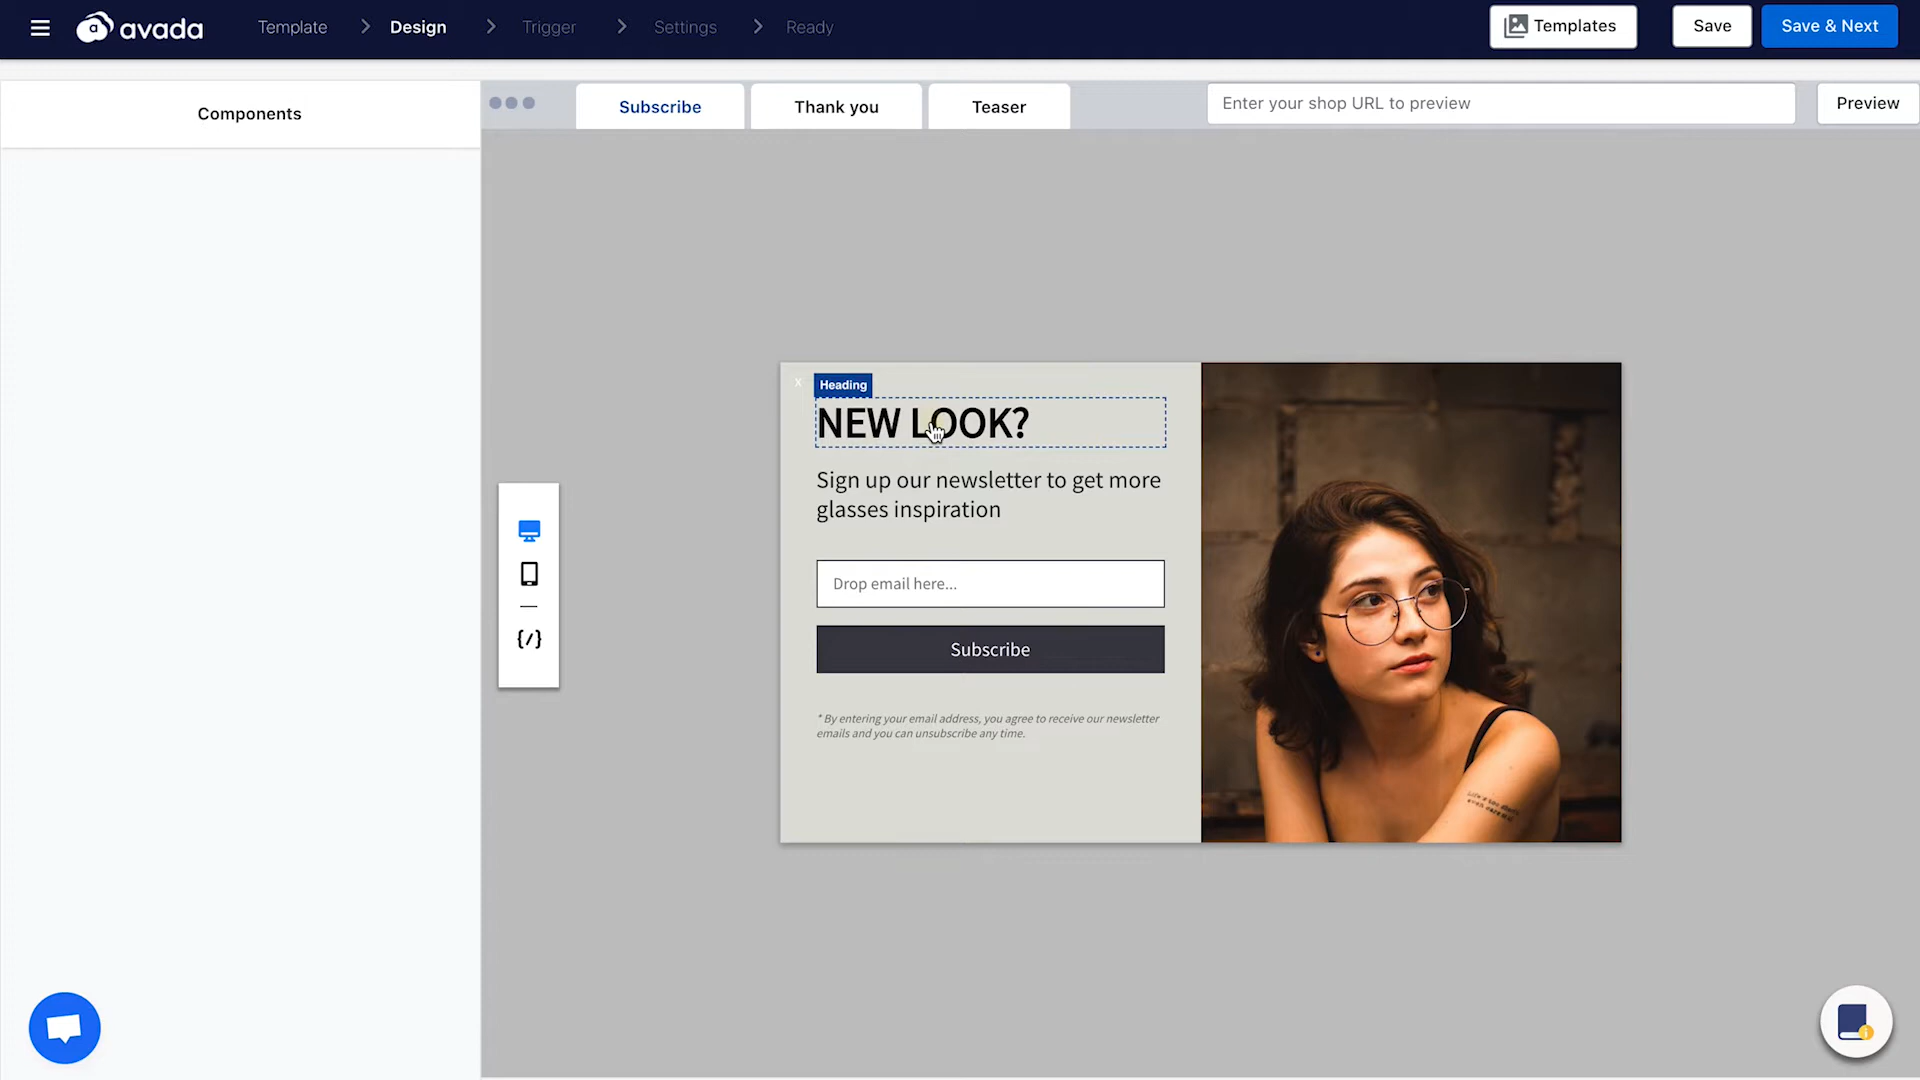 avada
Template
Design
Trigger
Settings
Ready
Templates
Save
Save & Next
Components
Subscribe
Thank you
Teaser
Enter your shop URL to preview
Preview
x
Heading
NEW LOOK?
Sign up our newsletter to get more
glasses inspiration
Drop email here...
Subscribe
* By entering your email address, you agree to receive our newsletter
emails and you can unsubscribe any time.
{/}